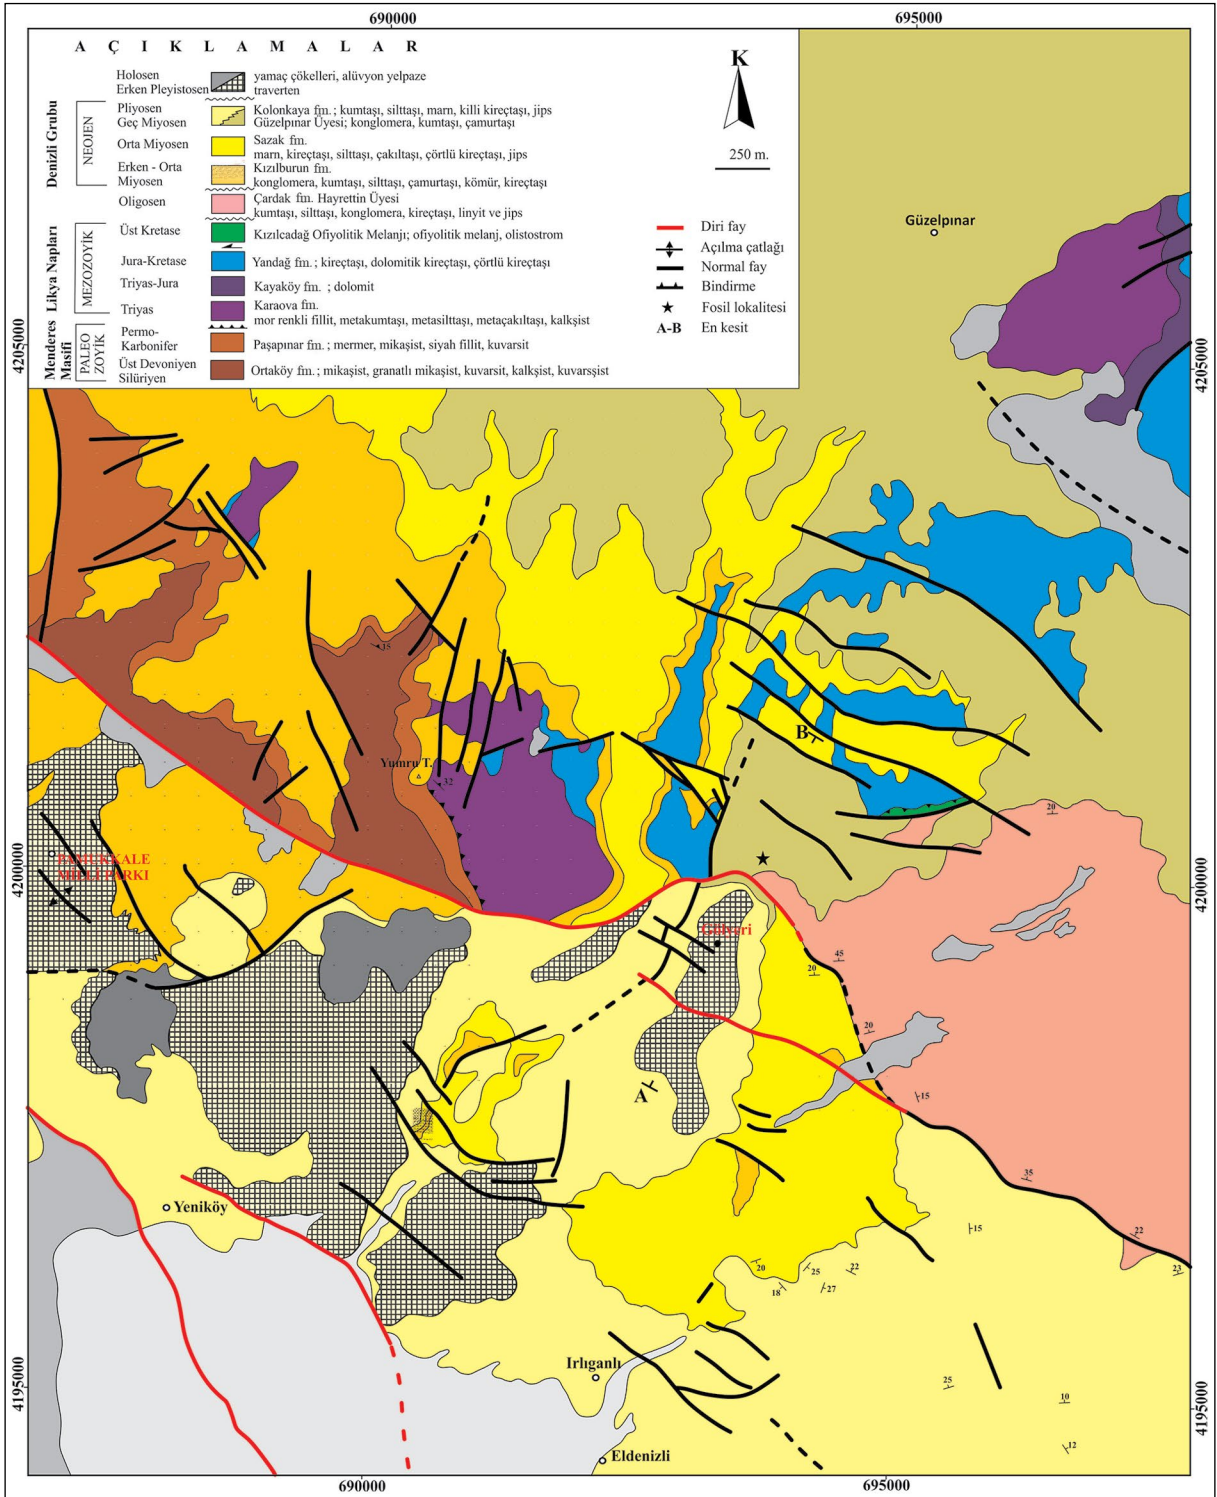 690000
695000
A Ç I K L A M A L A R
Holosen
Erken Pleyistosen
yamaç çökelleri, alüvyon yelpaze
traverten
Denizli Grubu
NEOJEN
Pliyosen
Geç Miyosen
Kolonkaya fm. ; kumtaşı, silttaşı, marn, killi kireçtaşı, jips
Güzelpınar Üyesi; konglomera, kumtaşı, çamurtaşı
Orta Miyosen
Sazak fm.
marn, kireçtaşı, silttaşı, çakıltaşı, çörtlü kireçtaşı, jips
Erken - Orta
Miyosen
Kızılburun fm.
konglomera, kumtaşı, silttaşı, çamurtaşı, kömür, kireçtaşı
Oligosen
Çardak fm. Hayrettin Üyesi
kumtaşı, silttaşı, konglomera, kireçtaşı, linyit ve jips
Likya Napları
MEZOZOYİK
Üst Kretase
Kızılcadağ Ofiyolitik Melanjı; ofiyolitik melanj, olistostrom
Jura-Kretase
Yandağ fm. ; kireçtaşı, dolomitik kireçtaşı, çörtlü kireçtaşı
Triyas-Jura
Kayaköy fm. ; dolomit
Triyas
Karaova fm.
mor renkli fillit, metakumtaşı, metasilttaşı, metaçakıltaşı, kalkşist
Menderes
Masifi
PALEO
ZOYİK
Permo-
Karbonifer
Paşapınar fm. ; mermer, mikaşist, siyah fillit, kuvarsit
Üst Devoniyen
Silüriyen
Ortaköy fm. ; mikaşist, granatlı mikaşist, kuvarsit, kalkşist, kuvarsşist
K
250 m.
Diri fay
Açılma çatlağı
Normal fay
Bindirme
Fosil lokalitesi
A-B En kesit
Güzelpınar
4205000
4205000
35
Yumru T.
32
B
20
PAMUKKALE
MİLLİ PARKI
4200000
4200000
Gölyeri
45
20
20
A
15
35
Yeniköy
15
22
20
25
22
23
18
27
Irlıganlı
25
10
4195000
4195000
12
Eldenizli
690000
695000